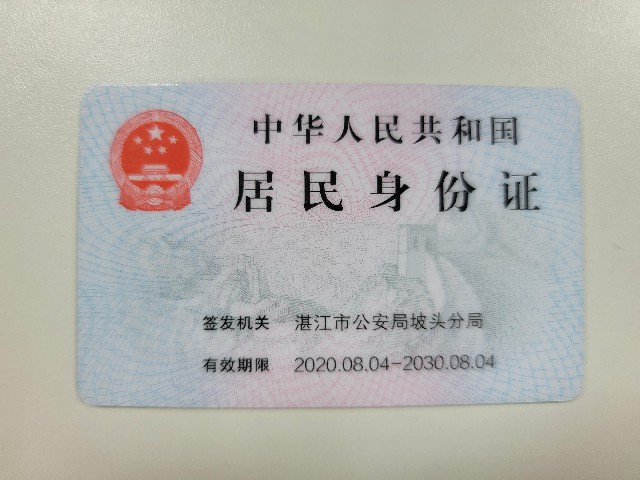 中华人民共和国
居民身份证
签发机关 湛江市公安局坡头分局
有效期限 2020.08.04-2030.08.04